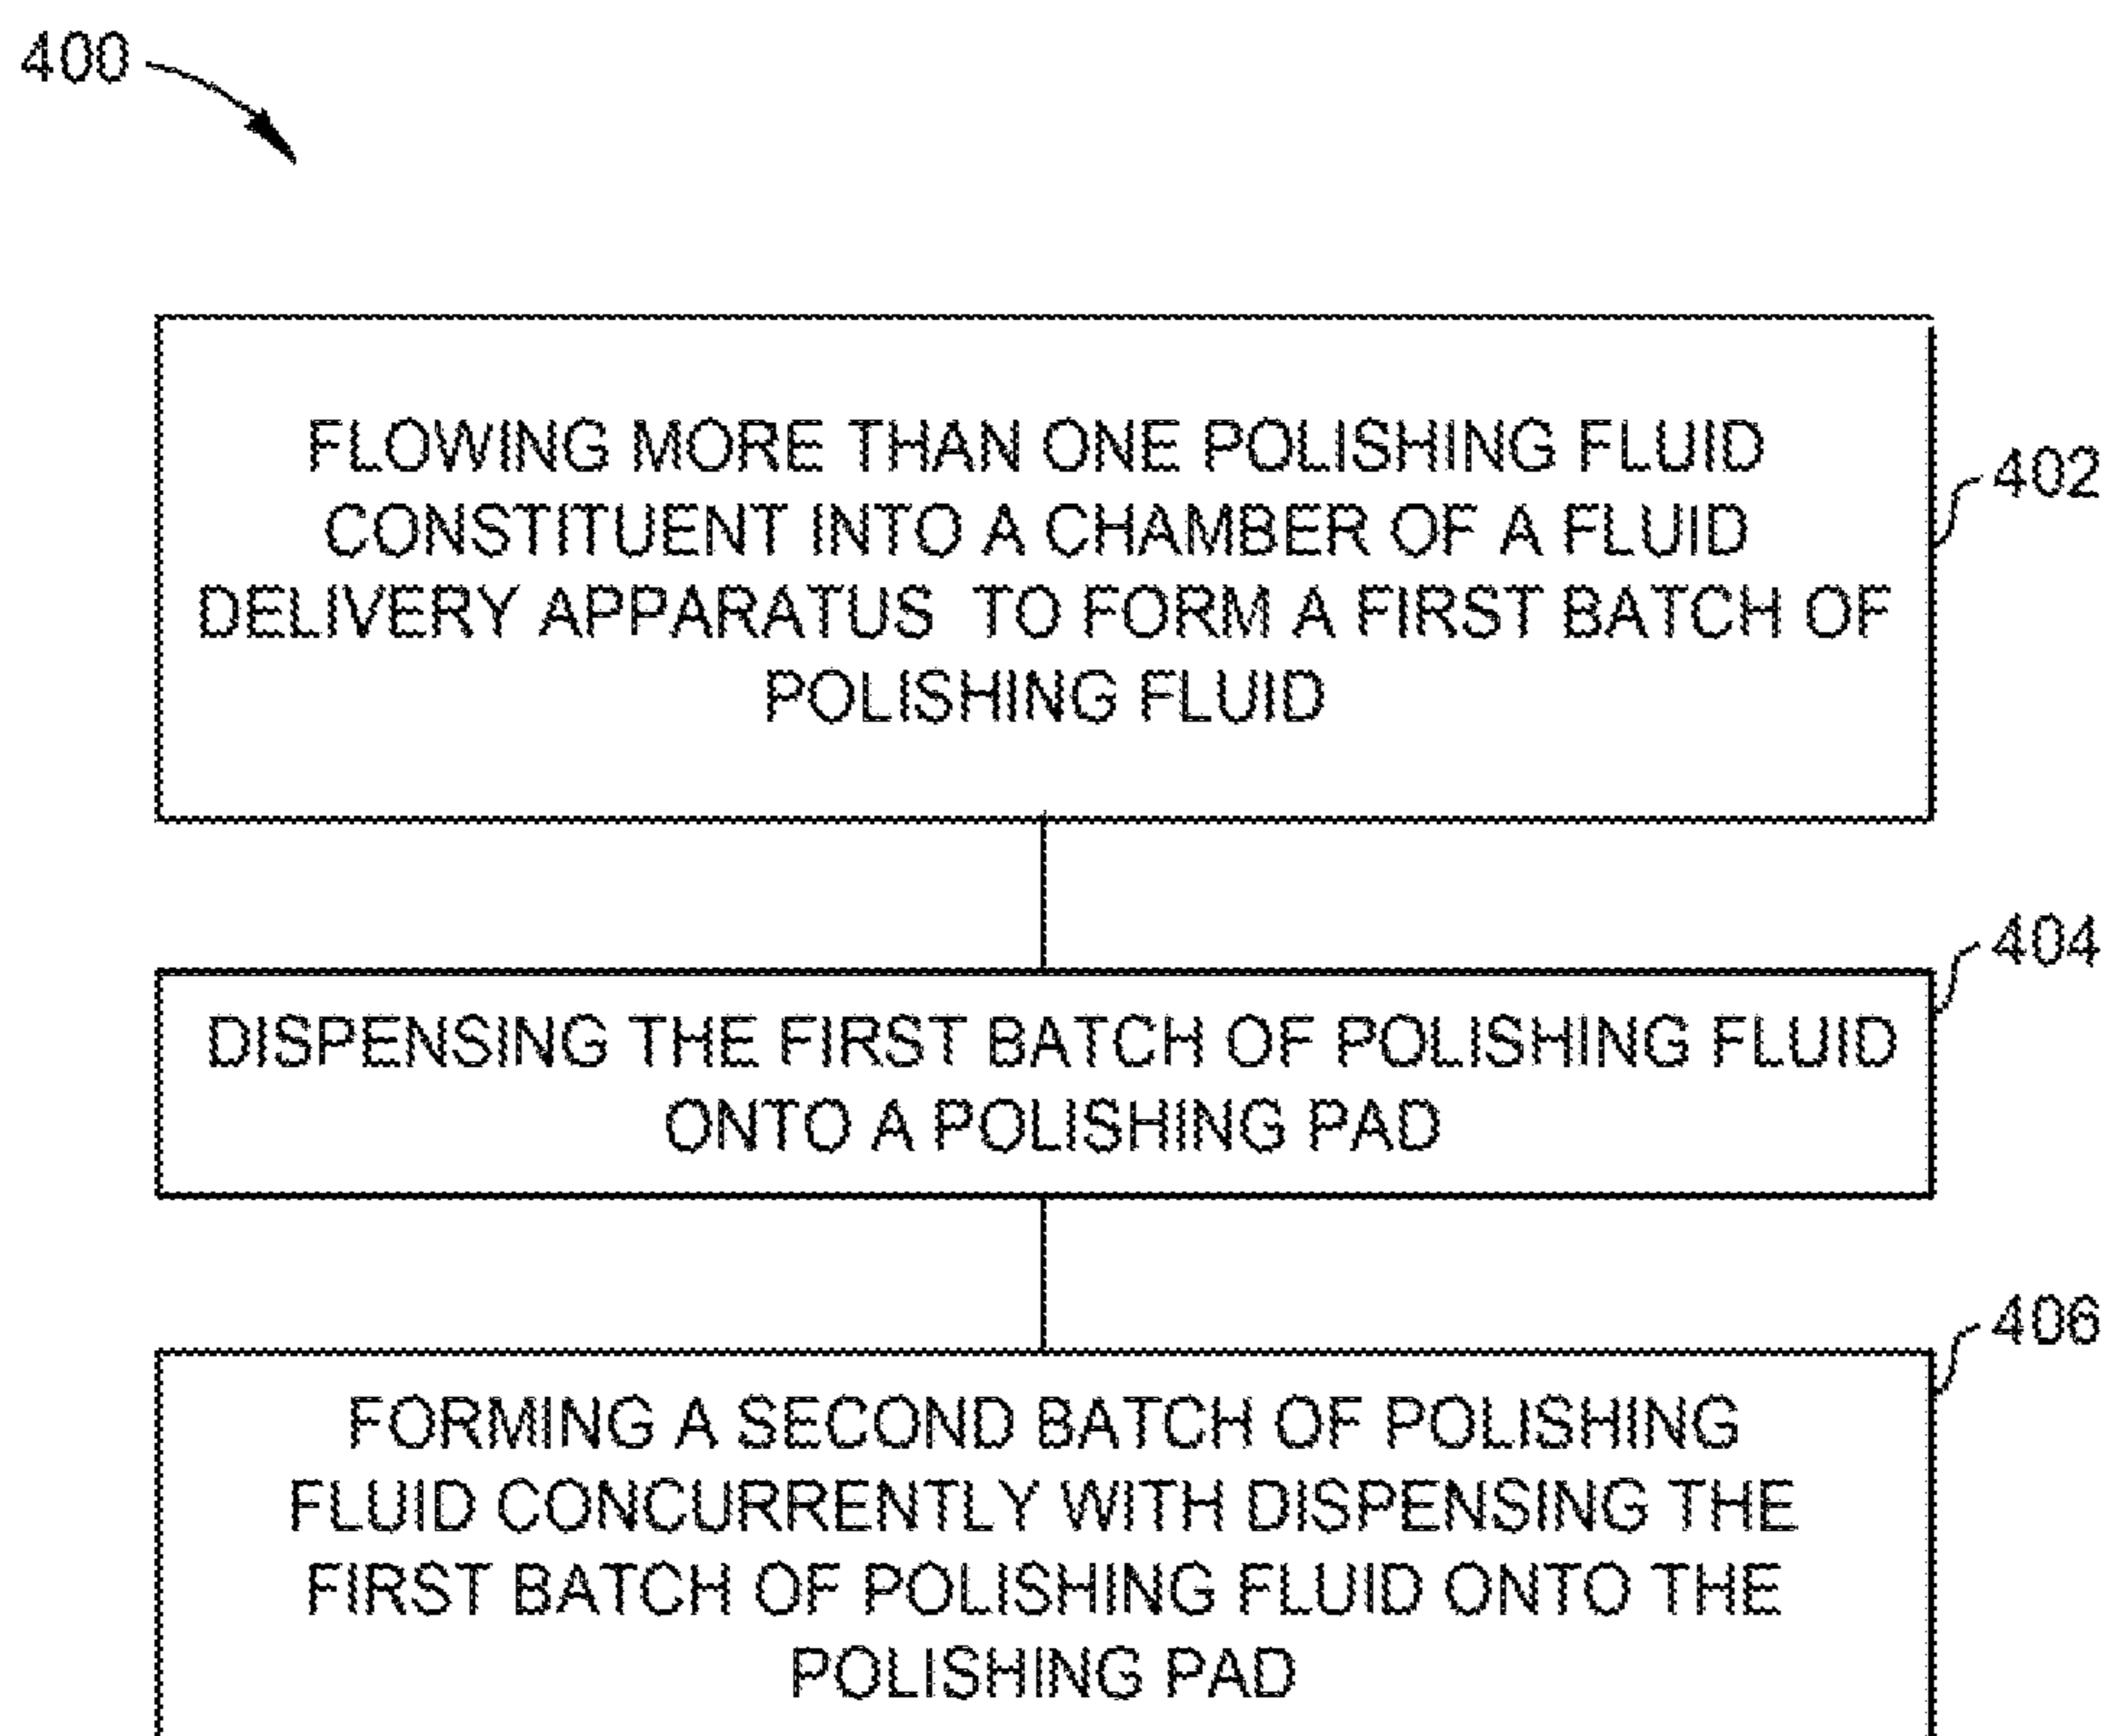 400
FLOWING MORE THAN ONE POLISHING FLUID
CONSTITUENT INTO A CHAMBER OF A FLUID
DELIVERY APPARATUS TO FORM A FIRST BATCH OF
POLISHING FLUID
402
DISPENSING THE FIRST BATCH OF POLISHING FLUID
ONTO A POLISHING PAD
404
FORMING A SECOND BATCH OF POLISHING
FLUID CONCURRENTLY WITH DISPENSING THE
FIRST BATCH OF POLISHING FLUID ONTO THE
POLISHING PAD
406